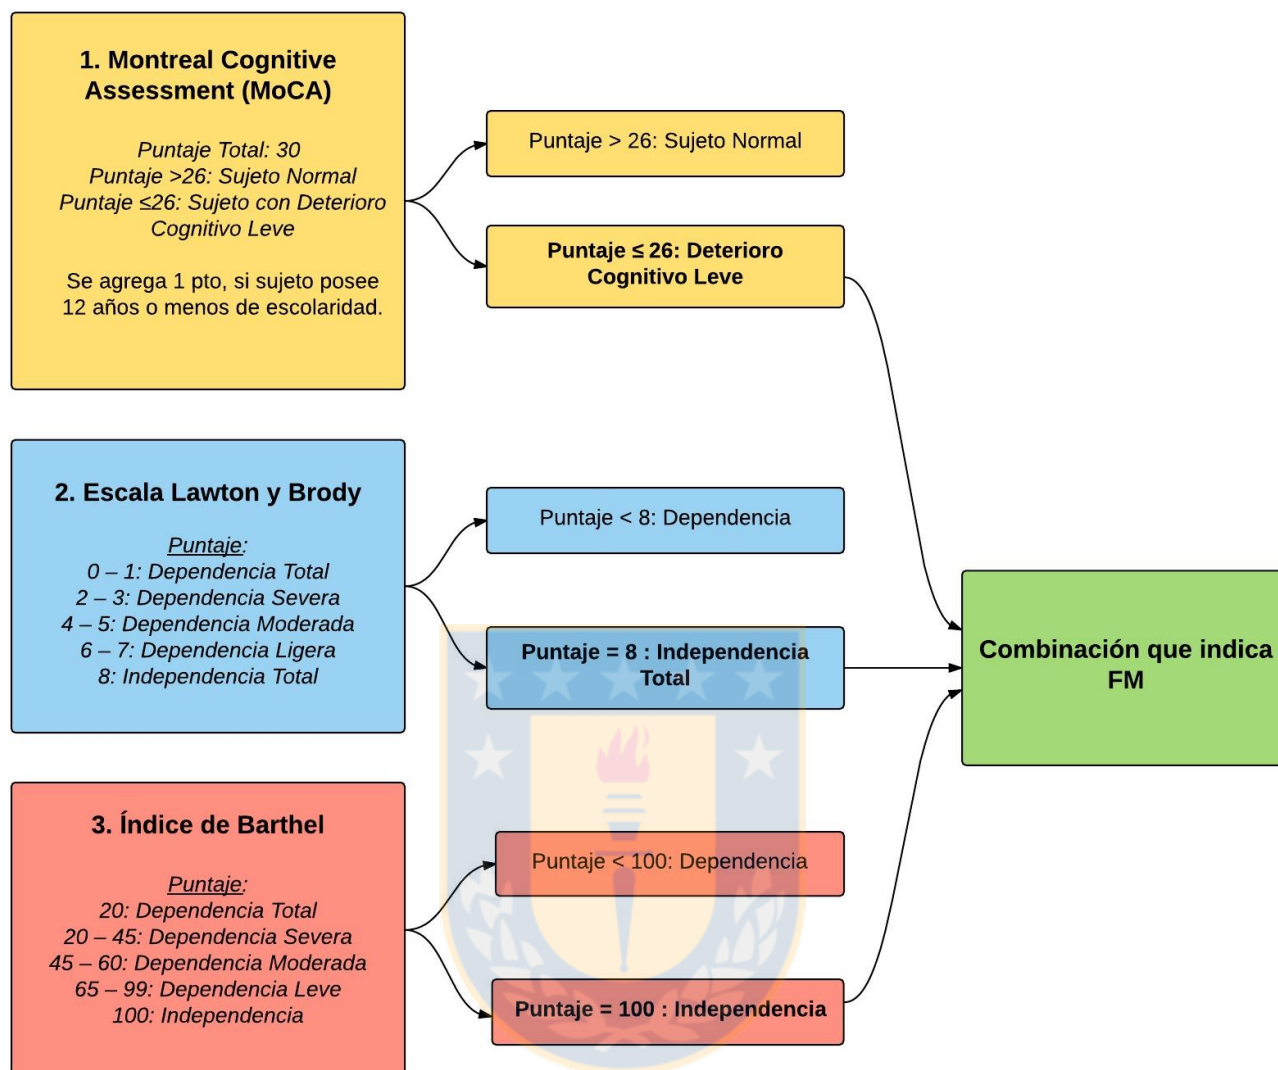 1. Montreal Cognitive
Assessment (MoCA)
Puntaje Total: 30
Puntaje >26: Sujeto Normal
Puntaje ≤26: Sujeto con Deterioro
Cognitivo Leve
Se agrega 1 pto, si sujeto posee
12 años o menos de escolaridad.
Puntaje > 26: Sujeto Normal
Puntaje ≤ 26: Deterioro
Cognitivo Leve
2. Escala Lawton y Brody
Puntaje:
0 – 1: Dependencia Total
2 – 3: Dependencia Severa
4 – 5: Dependencia Moderada
6 – 7: Dependencia Ligera
8: Independencia Total
Puntaje < 8: Dependencia
Puntaje = 8 : Independencia
Total
3. Índice de Barthel
Puntaje:
20: Dependencia Total
20 – 45: Dependencia Severa
45 – 60: Dependencia Moderada
65 – 99: Dependencia Leve
100: Independencia
Puntaje < 100: Dependencia
Puntaje = 100 : Independencia
Combinación que indica
FM